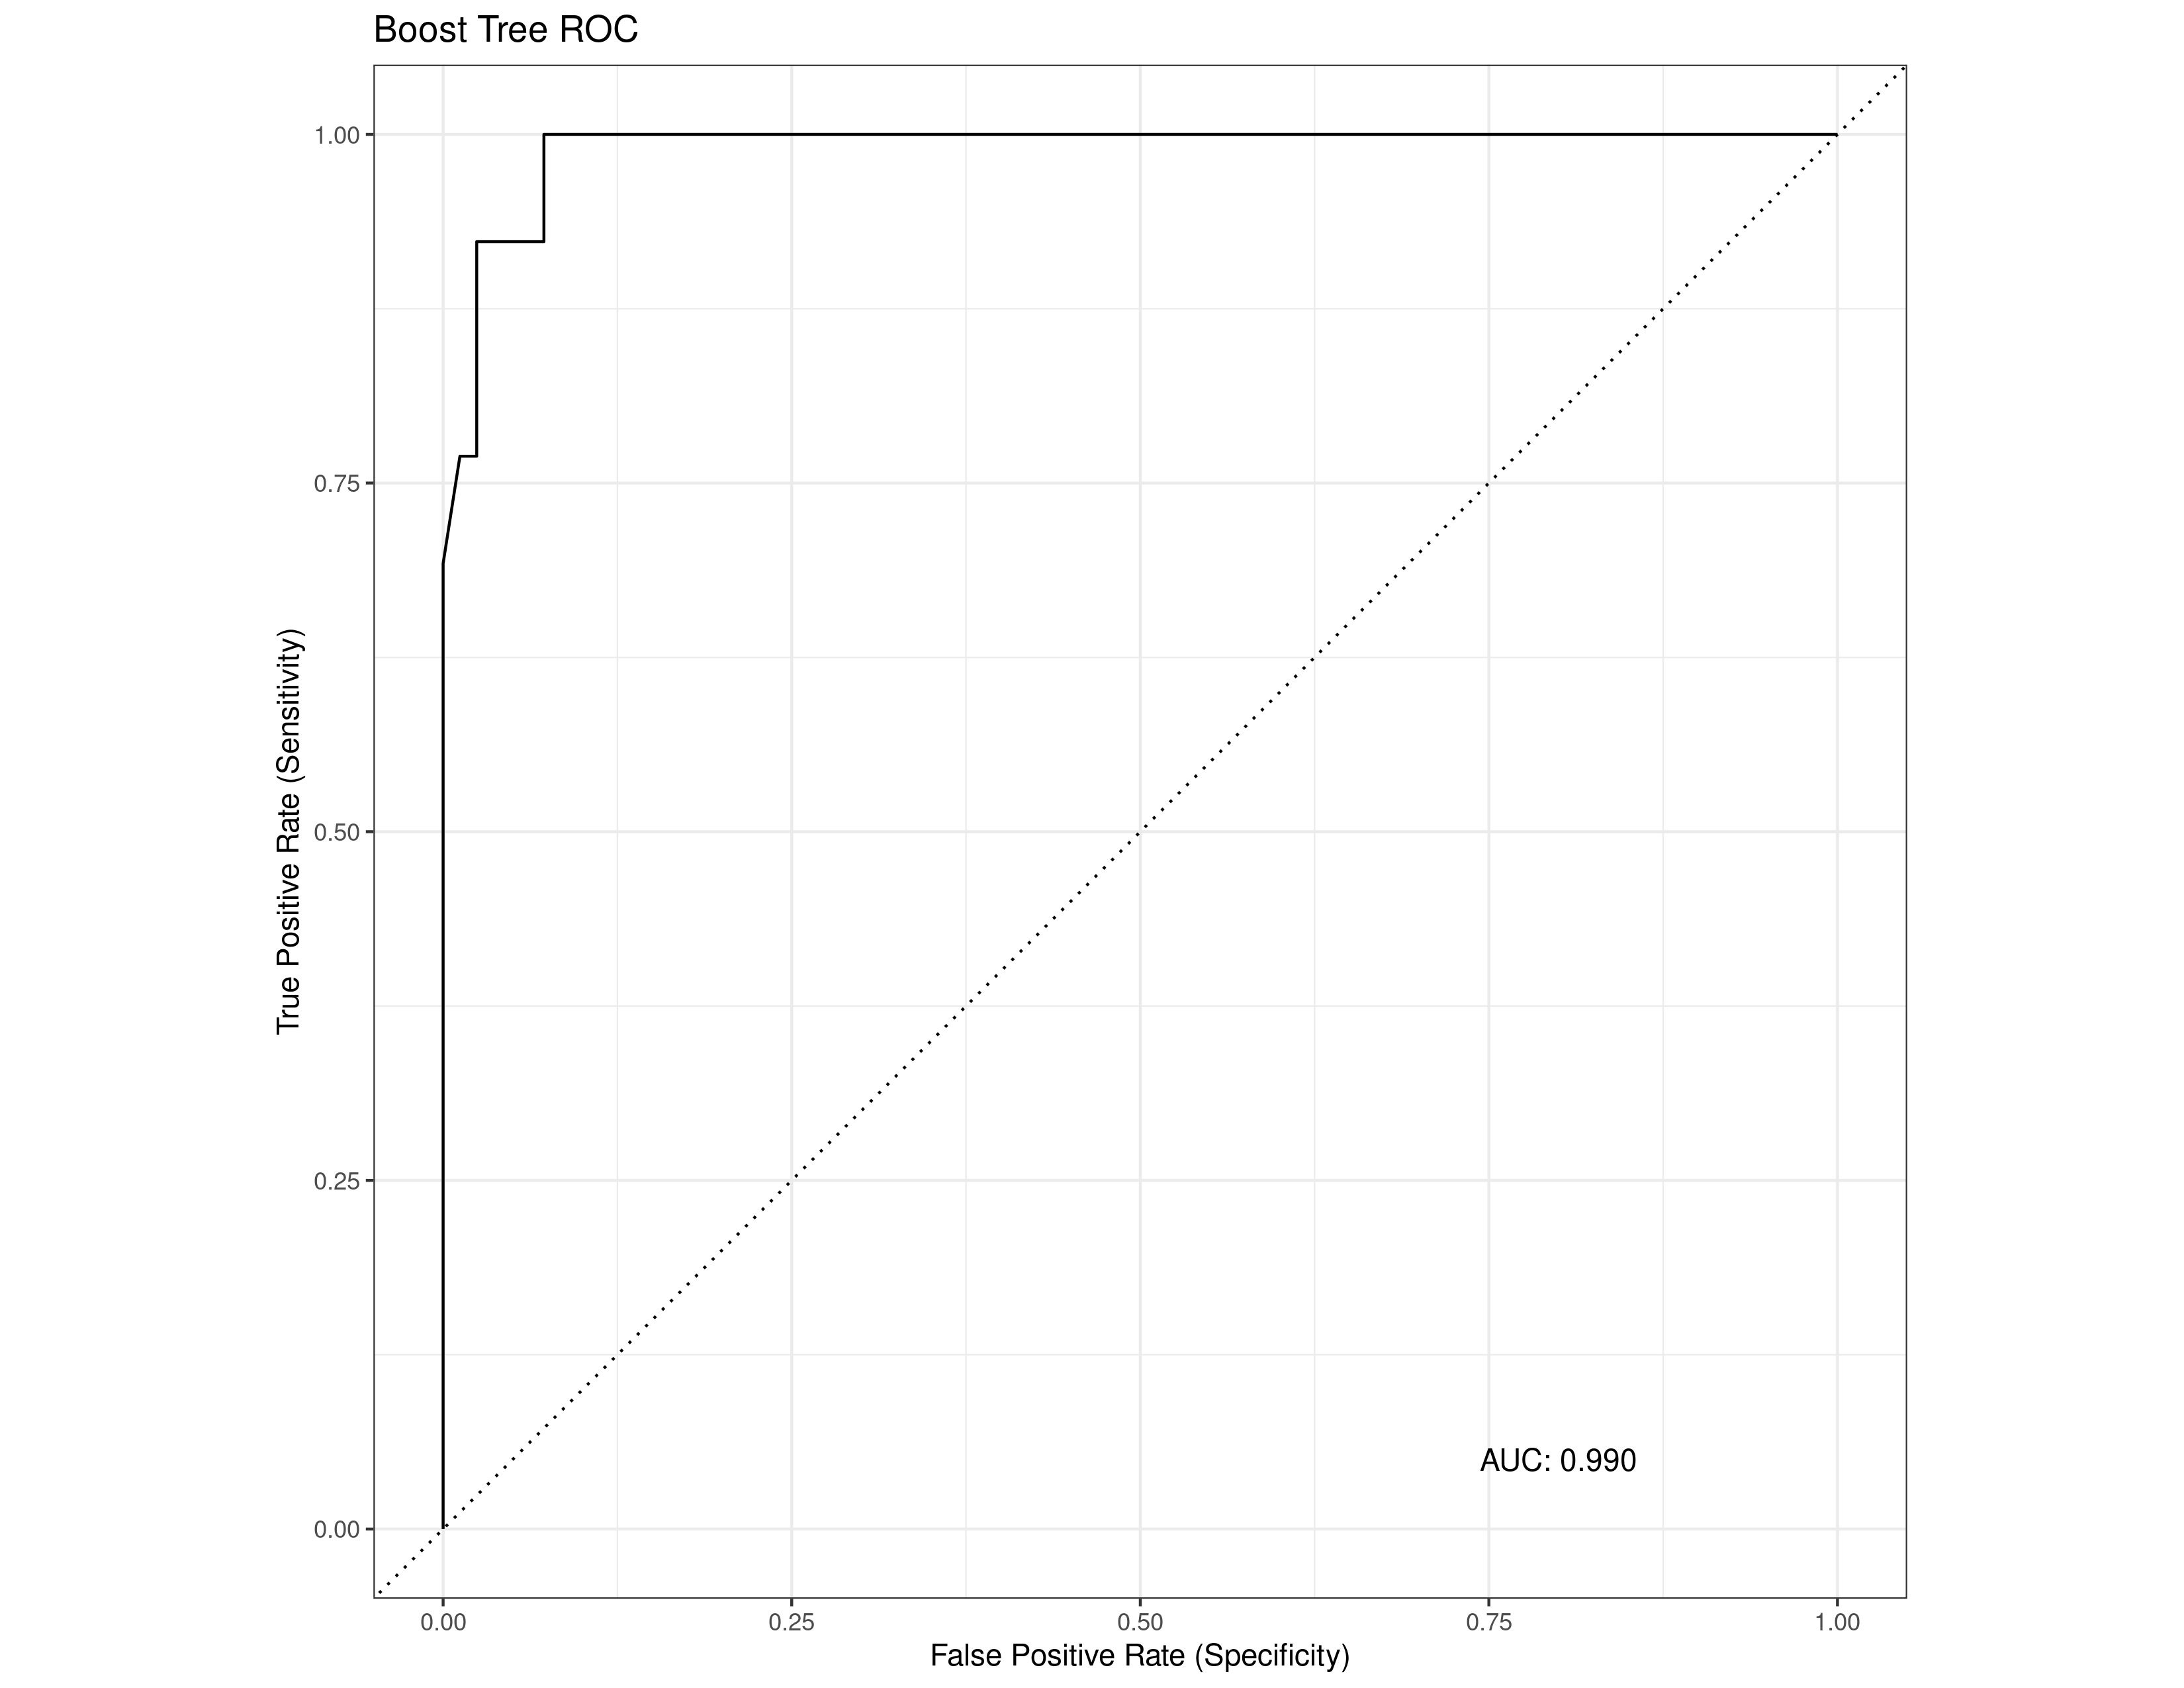 Boost Tree ROC
True Positive Rate (Sensitivity)
1.00
0.75
0.50
0.25
0.00
AUC: 0.990
0.00 0.25 0.50 0.75 1.00
False Positive Rate (Specificity)